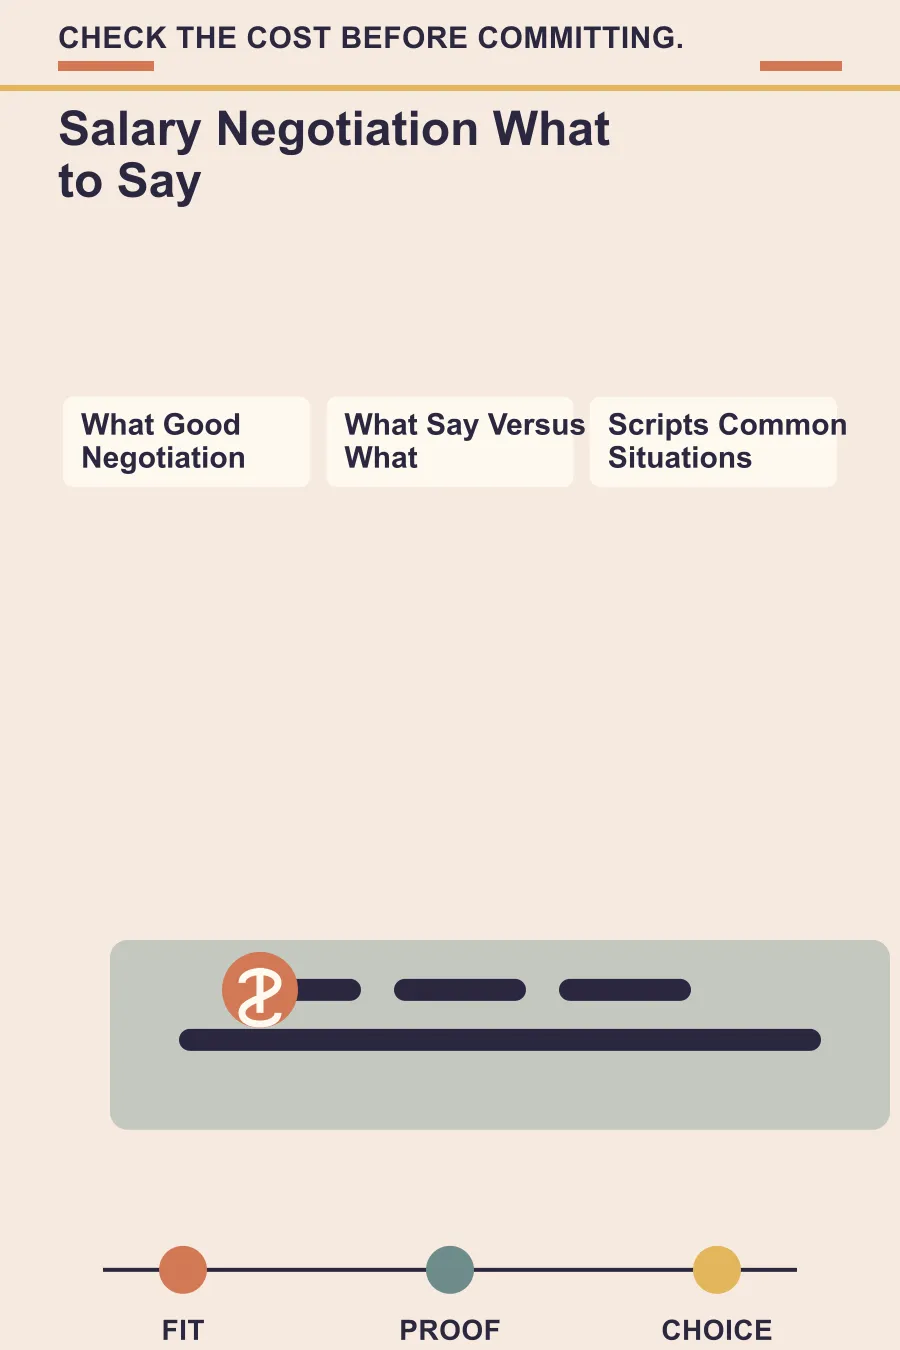 CHECK THE COST BEFORE COMMITTING.
Salary Negotiation What
to Say
What Good
Negotiation
What Say Versus
What
Scripts Common
Situations
FIT
PROOF
CHOICE